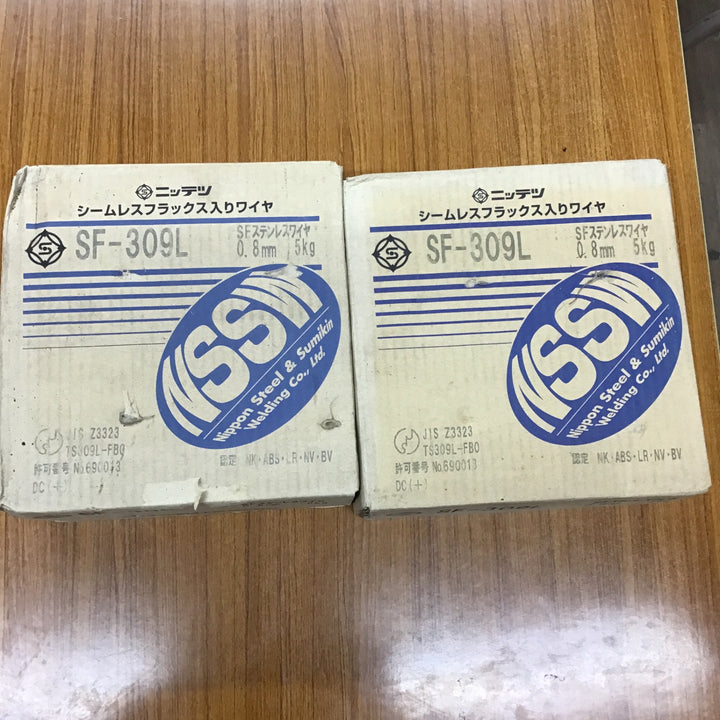 ニッテツ
シームレスフラックス入りワイヤ
SF-309L
SFステンレスワイヤ
0.8mm 5kg
NSSW
Nippon Steel & Sumikin
Welding Co., Ltd.
JIS Z3323
TS309L-FB0
許可番号 No.690013
DC(+)
認定 NK・ABS・LR・NV・BV
ニッテツ
シームレスフラックス入りワイヤ
SF-309L
SFステンレスワイヤ
0.8mm 5kg
NSSW
Nippon Steel & Sumikin
Welding Co., Ltd.
JIS Z3323
TS309L-FB0
許可番号 No.690013
DC(+)
認定 NK・ABS・LR・NV・BV
SF-309L